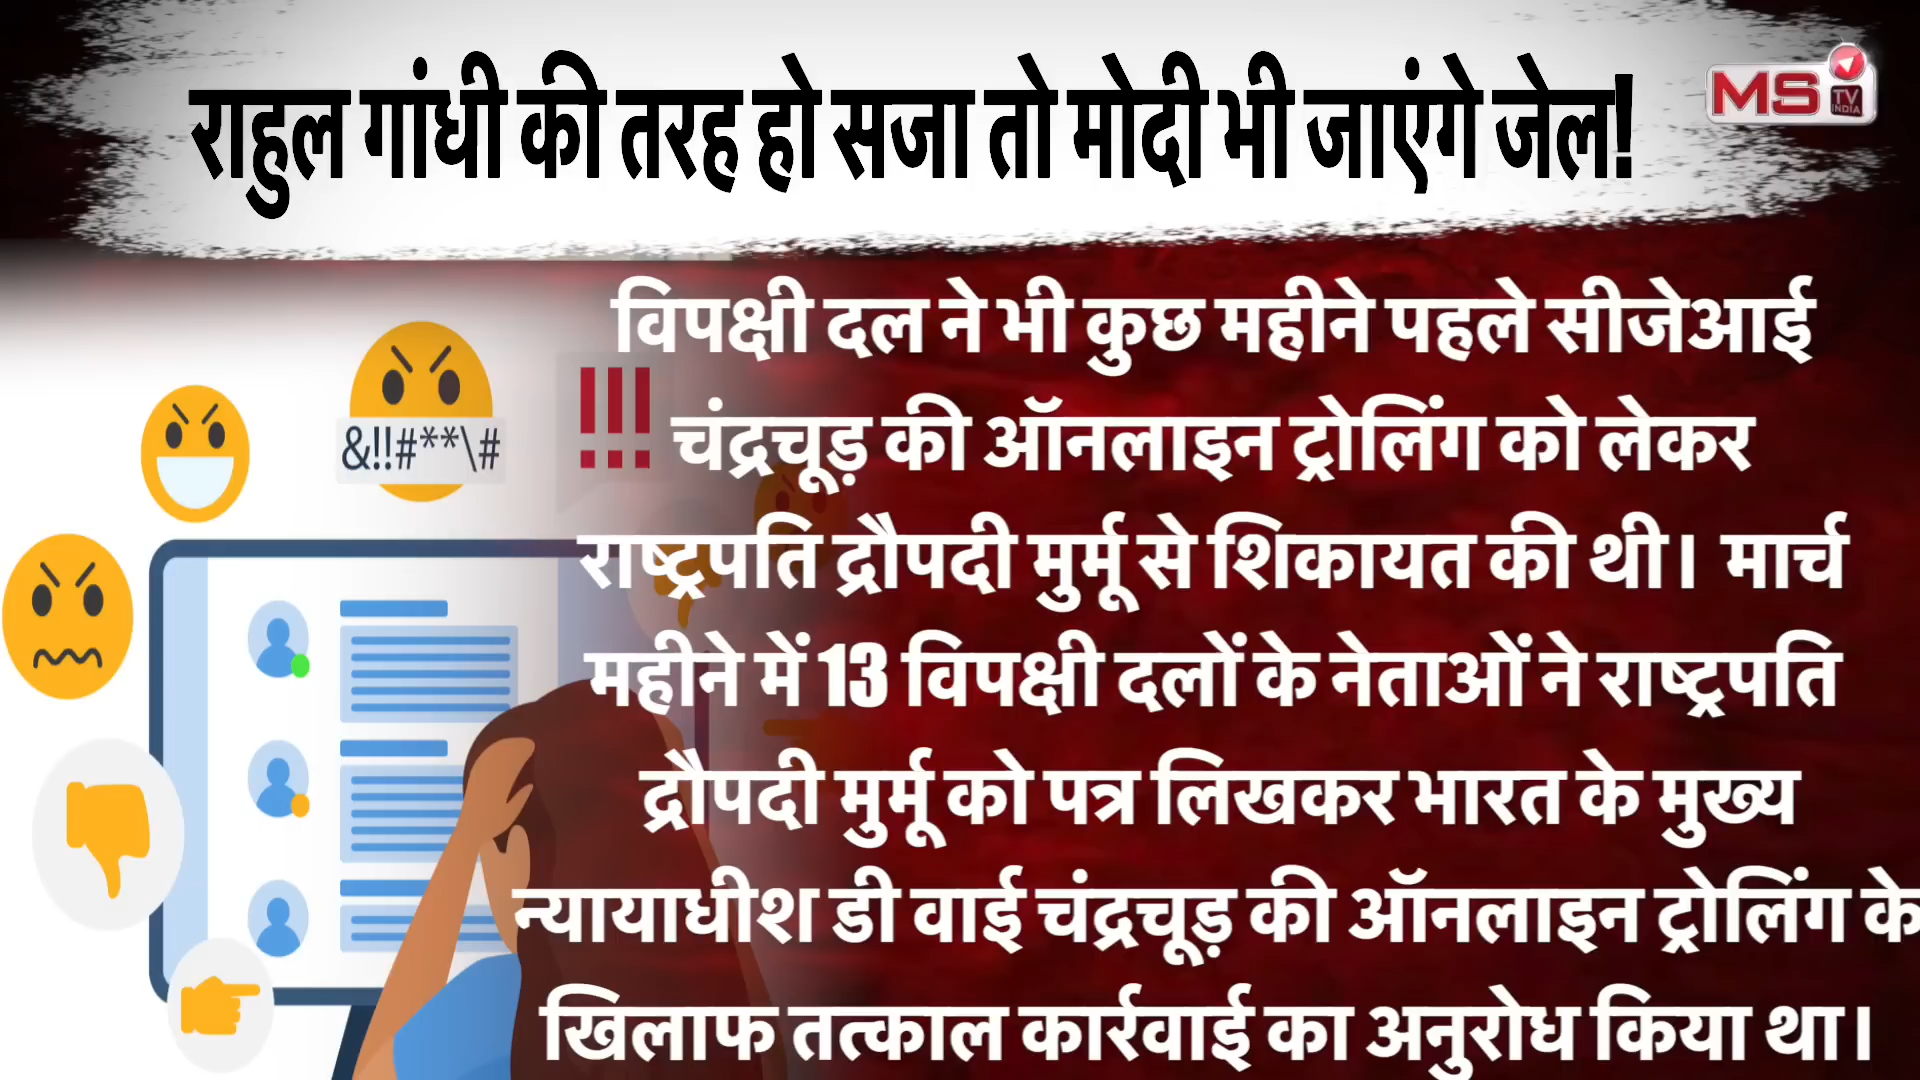 राहुल गांधी की तरह हो सजा तो मोदी भी जाएंगे जेल!
MS
TV
INDIA
विपक्षी दल ने भी कुछ महीने पहले सीजेआई
&!!#**\#
!!!
चंद्रचूड़ की ऑनलाइन ट्रोलिंग को लेकर
राष्ट्रपति द्रौपदी मुर्मू से शिकायत की थी। मार्च
महीने में 13 विपक्षी दलों के नेताओं ने राष्ट्रपति
द्रौपदी मुर्मू को पत्र लिखकर भारत के मुख्य
न्यायाधीश डी वाई चंद्रचूड़ की ऑनलाइन ट्रोलिंग के
खिलाफ तत्काल कार्रवाई का अनुरोध किया था।